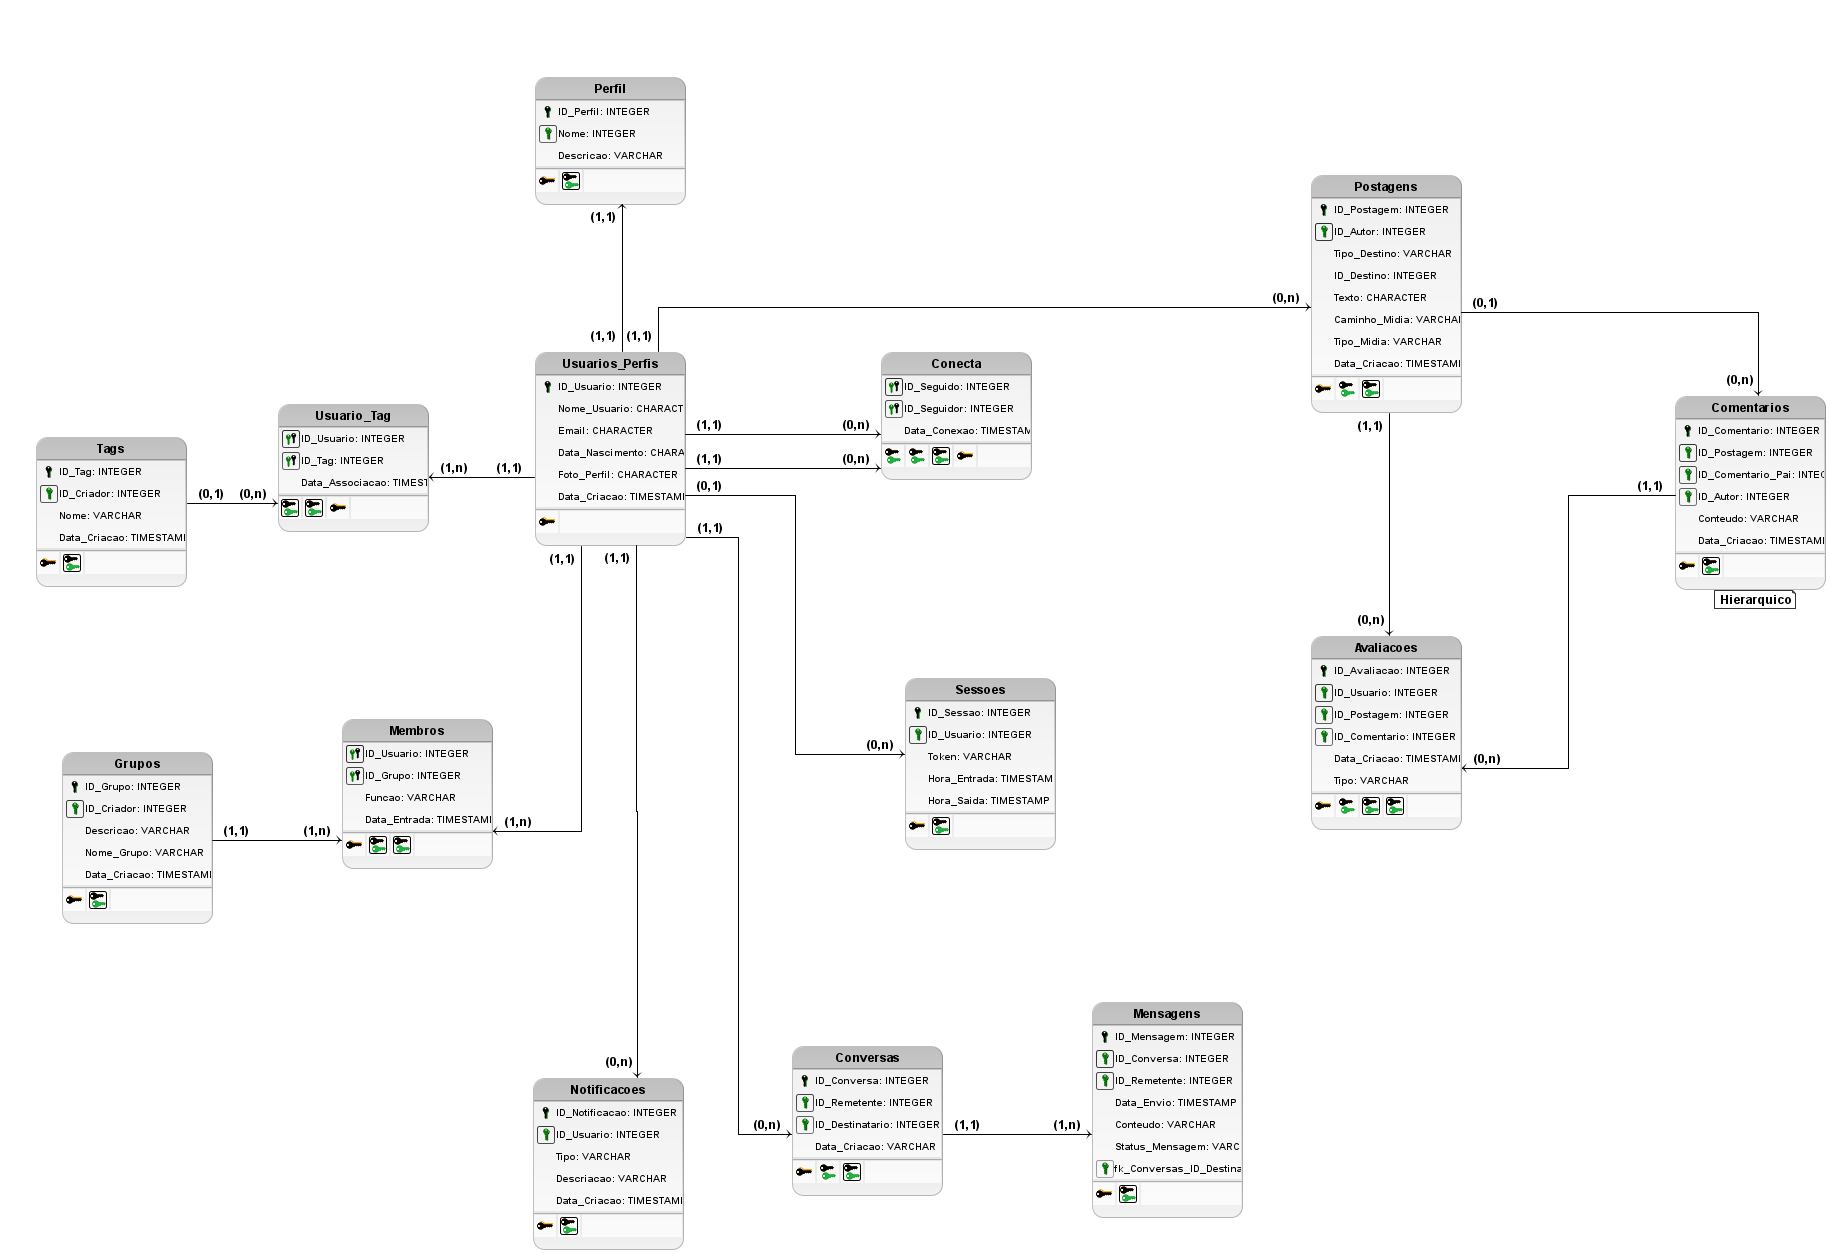 Perfil
ID_Perfil: INTEGER
Nome: INTEGER
Descricao: VARCHAR
(1,1)
(1,1)
(1,1)
Usuarios_Perfis
ID_Usuario: INTEGER
Nome_Usuario: CHARACT
Email: CHARACTER
Data_Nascimento: CHARA
Foto_Perfil: CHARACTER
Data_Criacao: TIMESTAMI
Usuario_Tag
ID_Usuario: INTEGER
ID_Tag: INTEGER
Data_Associacao: TIMEST
(1,n)
(1,1)
Tags
ID_Tag: INTEGER
ID_Criador: INTEGER
Nome: VARCHAR
Data_Criacao: TIMESTAMI
(0,1)
(0,n)
Conecta
ID_Seguido: INTEGER
ID_Seguidor: INTEGER
Data_Conexao: TIMESTAM
(1,1)
(0,n)
(1,1)
(0,n)
(0,1)
(1,1)
(0,n)
Postagens
ID_Postagem: INTEGER
ID_Autor: INTEGER
Tipo_Destino: VARCHAR
ID_Destino: INTEGER
Texto: CHARACTER
Caminho_Midia: VARCHAI
Tipo_Midia: VARCHAR
Data_Criacao: TIMESTAMI
(0,1)
(0,n)
(1,1)
Comentarios
ID_Comentario: INTEGER
ID_Postagem: INTEGER
ID_Comentario_Pai: INTEG
ID_Autor: INTEGER
Conteudo: VARCHAR
Data_Criacao: TIMESTAMI
Hierarquico
(1,1)
(0,n)
Avaliacoes
ID_Avaliacao: INTEGER
ID_Usuario: INTEGER
ID_Postagem: INTEGER
ID_Comentario: INTEGER
Data_Criacao: TIMESTAMI
Tipo: VARCHAR
(0,n)
(1,1)
(1,1)
Sessoes
ID_Sessao: INTEGER
ID_Usuario: INTEGER
Token: VARCHAR
Hora_Entrada: TIMESTAM
Hora_Saida: TIMESTAMP
(0,n)
Membros
ID_Usuario: INTEGER
ID_Grupo: INTEGER
Funcao: VARCHAR
Data_Entrada: TIMESTAMI
(1,n)
Grupos
ID_Grupo: INTEGER
ID_Criador: INTEGER
Descricao: VARCHAR
Nome_Grupo: VARCHAR
Data_Criacao: TIMESTAMI
(1,1)
(1,n)
(0,n)
Notificacoes
ID_Notificacao: INTEGER
ID_Usuario: INTEGER
Tipo: VARCHAR
Descriacao: VARCHAR
Data_Criacao: TIMESTAMI
(0,n)
Conversas
ID_Conversa: INTEGER
ID_Remetente: INTEGER
ID_Destinatario: INTEGER
Data_Criacao: VARCHAR
(1,1)
(1,n)
Mensagens
ID_Mensagem: INTEGER
ID_Conversa: INTEGER
ID_Remetente: INTEGER
Data_Envio: TIMESTAMP
Conteudo: VARCHAR
Status_Mensagem: VARC
fk_Conversas_ID_Destina